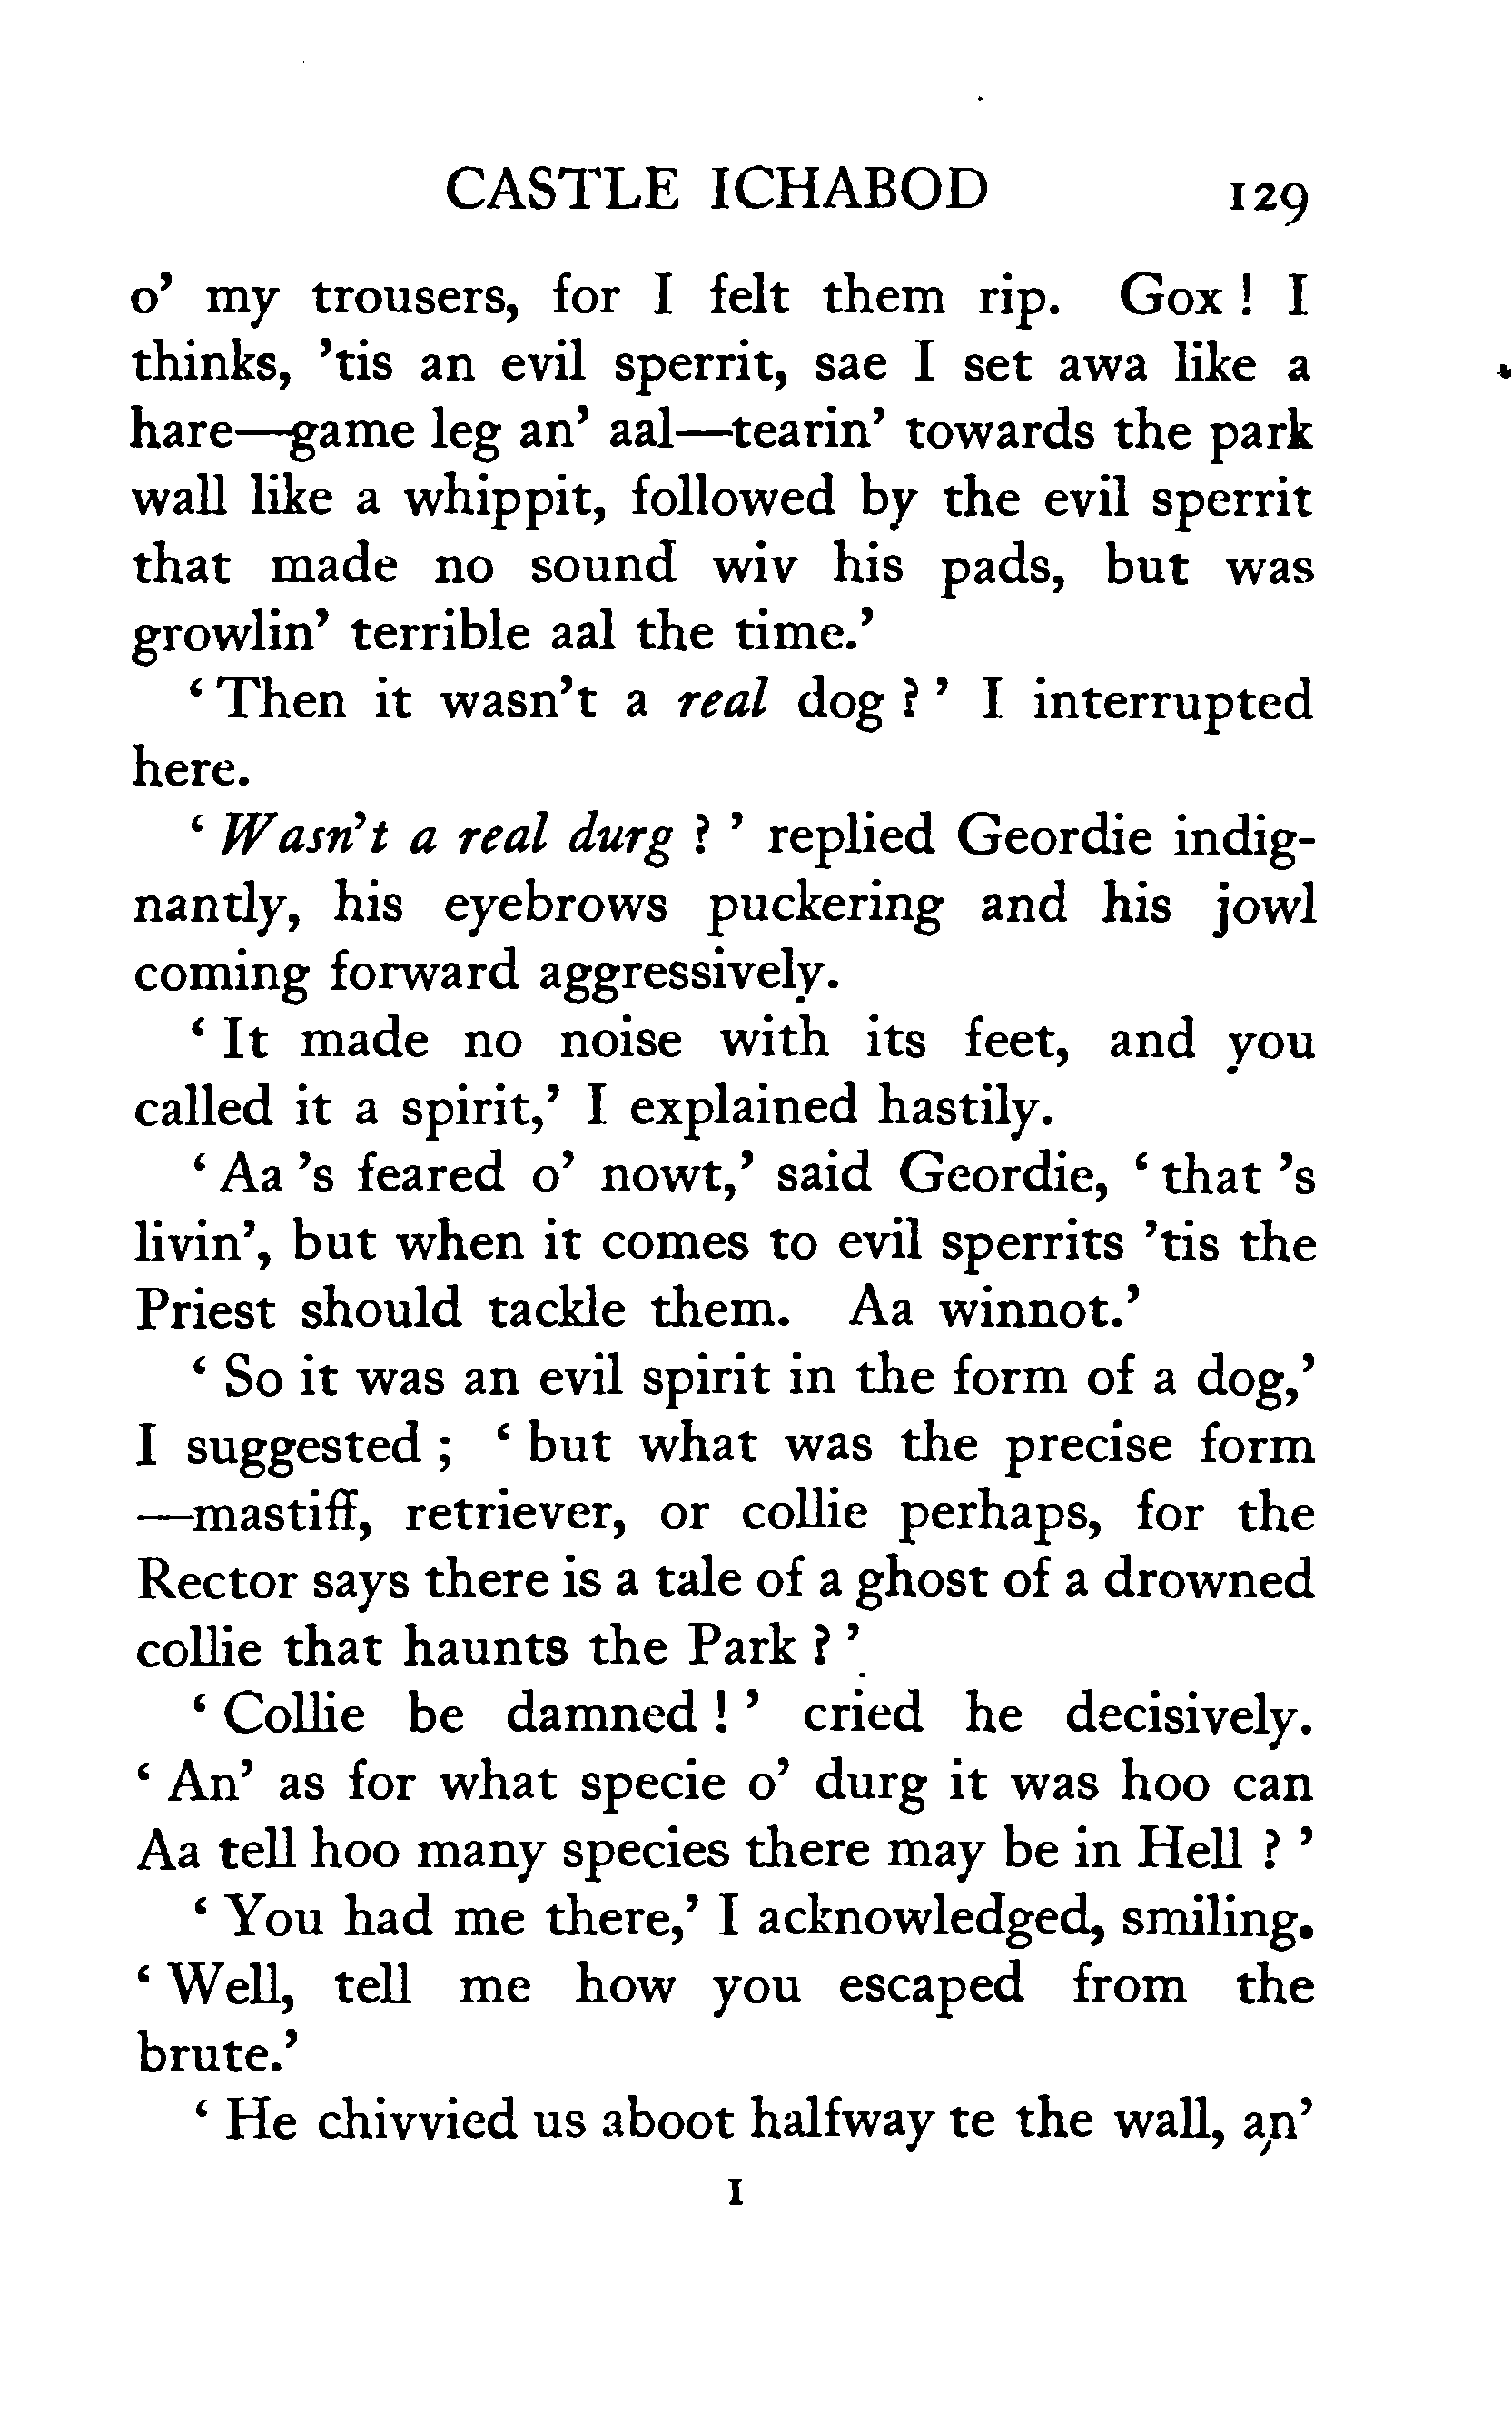 CASTLE ICHABOD 129
o’ my trousers, for I felt them rip. Gox ! I
thinks, ’tis an evil sperrit, sae I set awa like a
hare—game leg an’ aal—tearin’ towards the park
wall like a whippit, followed by the evil sperrit
that made no sound wiv his pads, but was
growlin’ terrible aal the time.’
‘ Then it wasn’t a real dog ? ’ I interrupted
here.
‘ Wasn’t a real durg ? ’ replied Geordie indig-
nantly, his eyebrows puckering and his jowl
coming forward aggressively.
‘ It made no noise with its feet, and you
called it a spirit,’ I explained hastily.
‘ Aa ’s feared o’ nowt,’ said Geordie, ‘ that ’s
livin’, but when it comes to evil sperrits ’tis the
Priest should tackle them. Aa winnot.’
‘ So it was an evil spirit in the form of a dog,’
I suggested ; ‘ but what was the precise form
—mastiff, retriever, or collie perhaps, for the
Rector says there is a tale of a ghost of a drowned
collie that haunts the Park ? ’
‘ Collie be damned ! ’ cried he decisively.
‘ An’ as for what specie o’ durg it was hoo can
Aa tell hoo many species there may be in Hell ? ’
‘ You had me there,’ I acknowledged, smiling.
‘ Well, tell me how you escaped from the
brute.’
‘ He chivvied us aboot halfway te the wall, an’
I